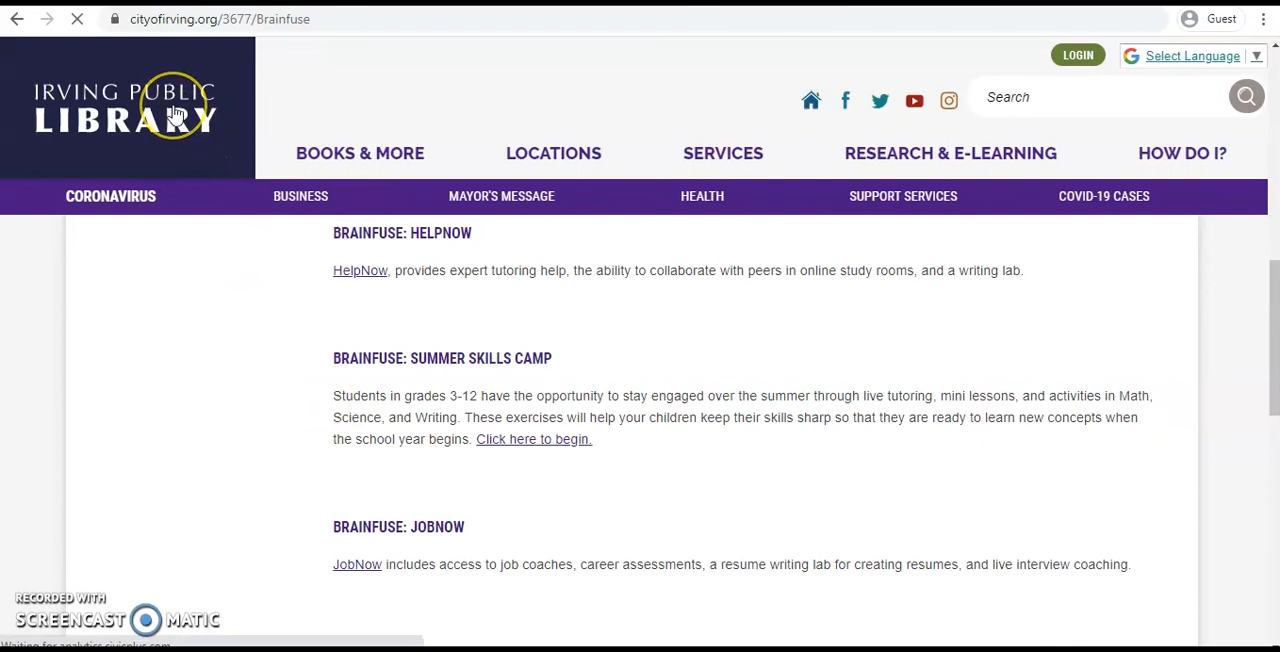 cityofirving.org/3677/Brainfuse
Guest
IRVING PUBLIC
LIBRARY
LOGIN
Select Language
Search
BOOKS & MORE
LOCATIONS
SERVICES
RESEARCH & E-LEARNING
HOW DO I?
CORONAVIRUS
BUSINESS
MAYOR'S MESSAGE
HEALTH
SUPPORT SERVICES
COVID-19 CASES
BRAINFUSE: HELPNOW
HelpNow, provides expert tutoring help, the ability to collaborate with peers in online study rooms, and a writing lab.
BRAINFUSE: SUMMER SKILLS CAMP
Students in grades 3-12 have the opportunity to stay engaged over the summer through live tutoring, mini lessons, and activities in Math,
Science, and Writing. These exercises will help your children keep their skills sharp so that they are ready to learn new concepts when
the school year begins. Click here to begin.
BRAINFUSE: JOBNOW
JobNow includes access to job coaches, career assessments, a resume writing lab for creating resumes, and live interview coaching.
RECORDED WITH
SCREENCAST MATIC
Waiting for analytics.civicplus.com